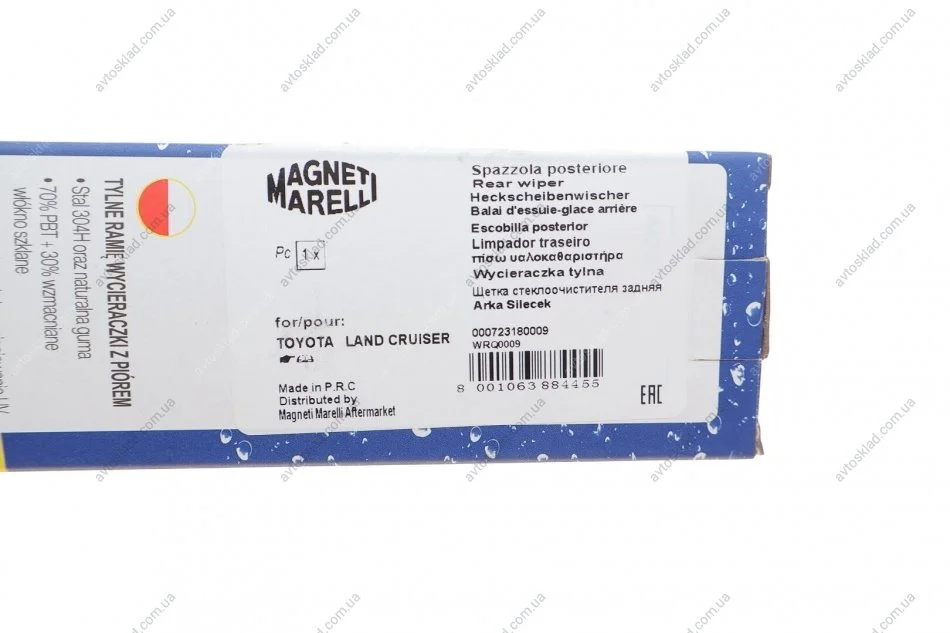 MAGNETI
MARELLI
Pc 1 x
for/pour:
TOYOTA LAND CRUISER
Made in P.R.C
Distributed by
Magneti Marelli Aftermarket
Spazzola posteriore
Rear wiper
Heckscheibenwischer
Balai d'essuie-glace arrière
Escobilla posterior
Limpador traseiro
πίσω υαλοκαθαριστήρα
Wycieraczka tylna
Щетка стеклоочистителя задняя
Arka Silecek
000723180009
WRQ0009
8 001063 884455
EAC
TYLNE RAMIĘ WYCIERACZKI Z PIÓREM
• Stal 304H oraz naturalna guma
• 70% PBT + 30% wzmacniane
włókno szklane
avtosklad.com.ua